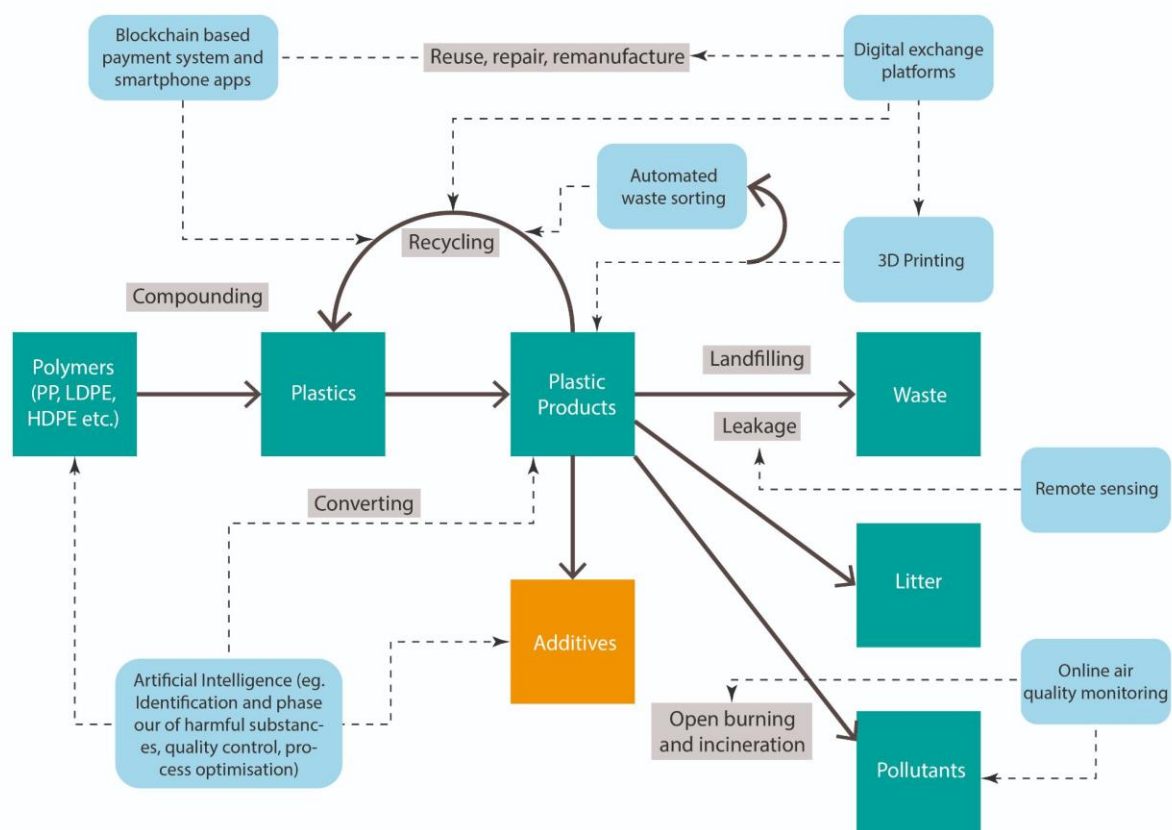 Blockchain based
payment system and
smartphone apps
Reuse, repair, remanufacture
Digital exchange
platforms
Automated
waste sorting
Recycling
3D Printing
Compounding
Polymers
(PP, LDPE,
HDPE etc.)
Plastics
Plastic
Products
Landfilling
Waste
Leakage
Converting
Remote sensing
Litter
Additives
Artificial Intelligence (eg.
Identification and phase
our of harmful substanc-
es, quality control, pro-
cess optimisation)
Online air
quality monitoring
Open burning
and incineration
Pollutants